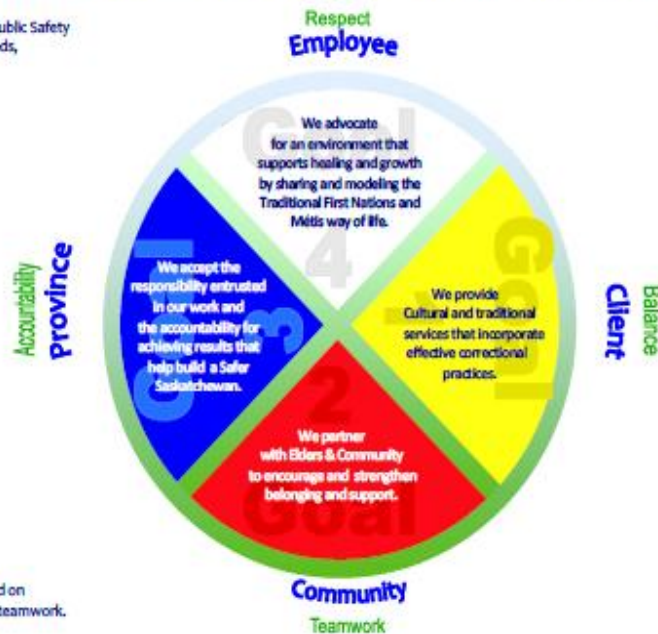 ublic Safety
ds,
Respect
Employee
Goal
4
We advocate
for an environment that
supports healing and growth
by sharing and modeling the
Traditional First Nations and
Métis way of life.
Accountability
Province
Goal
3
We accept the
responsibility entrusted
in our work and
the accountability for
achieving results that
help build a Safer
Saskatchewan.
Goal
1
We provide
Cultural and traditional
services that incorporate
effective correctional
practices.
Client
Balance
2
Goal
We partner
with Elders & Community
to encourage and strengthen
belonging and support.
d on
teamwork.
Community
Teamwork